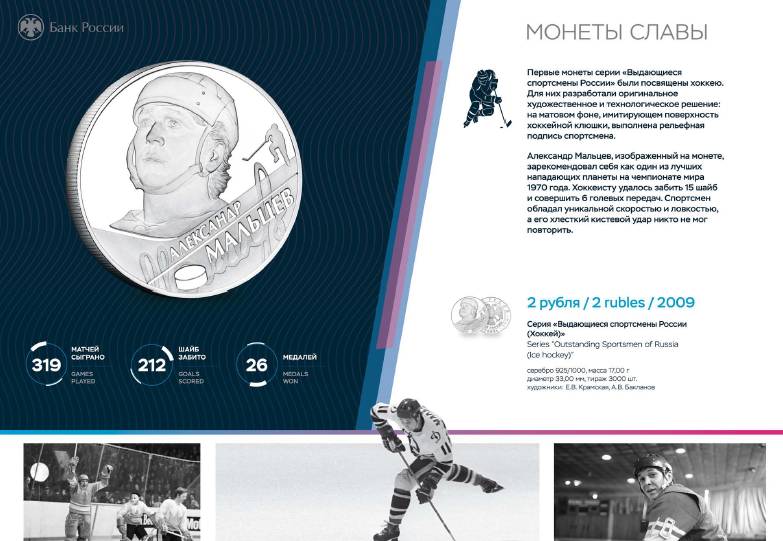 Банк России
МОНЕТЫ СЛАВЫ
Первые монеты серии «Выдающиеся
спортсмены России» были посвящены хоккею.
Для них разработали оригинальное
художественное и технологическое решение:
на матовом фоне, имитирующем поверхность
хоккейной клюшки, выполнена рельефная
подпись спортсмена.
Александр Мальцев, изображенный на монете,
зарекомендовал себя как один из лучших
нападающих планеты на чемпионате мира
1970 года. Хоккеисту удалось забить 15 шайб
и совершить 6 голевых передач. Спортсмен
обладал уникальной скоростью и ловкостью,
а его хлесткий кистевой удар никто не мог
повторить.
АЛЕКСАНДР
МАЛЬЦЕВ
2 рубля / 2 rubles / 2009
Серия «Выдающиеся спортсмены России
(Хоккей)»
Series "Outstanding Sportsmen of Russia
(Ice hockey)"
серебро 925/1000, масса 17,00 г
диаметр 33,00 мм, тираж 3000 шт.
художники: Е.В. Крамская, А.В. Бакланов
319
МАТЧЕЙ
СЫГРАНО
GAMES
PLAYED
212
ШАЙБ
ЗАБИТО
GOALS
SCORED
26
МЕДАЛЕЙ
MEDALS
WON